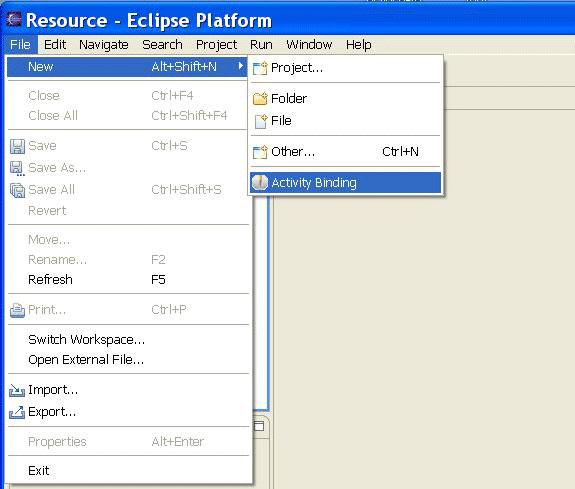 Resource - Eclipse Platform
File Edit Navigate Search Project Run Window Help
New Alt+Shift+N
Project...
Close Ctrl+F4
Folder
Close All Ctrl+Shift+F4
File
Save Ctrl+S
Other... Ctrl+N
Save As...
Save All Ctrl+Shift+S
Activity Binding
Revert
Move...
Rename... F2
Refresh F5
Print... Ctrl+P
Switch Workspace...
Open External File...
Import...
Export...
Properties Alt+Enter
Exit